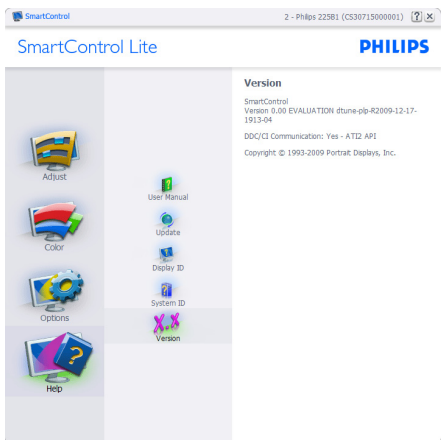 SmartControl
2 - Philips 225B1 (CS30715000001)
SmartControl Lite
PHILIPS
Adjust
Color
Options
Help
User Manual
Update
Display ID
System ID
X.X
Version
Version
SmartControl
Version 0.00 EVALUATION dtune-plp-R2009-12-17-
1913-04
DDC/CI Communication: Yes - ATI2 API
Copyright © 1993-2009 Portrait Displays, Inc.